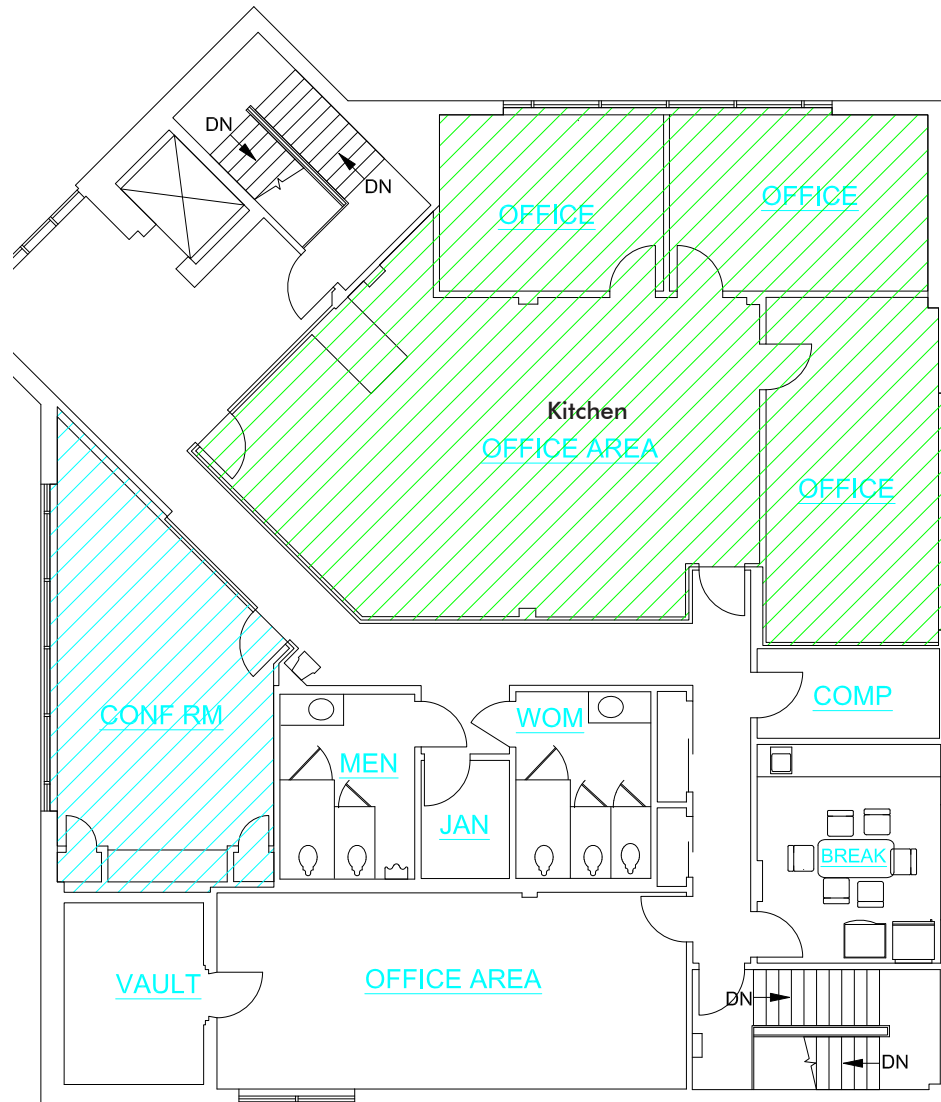 DN
DN
OFFICE
OFFICE
Kitchen
OFFICE AREA
OFFICE
CONF RM
COMP
WOM
MEN
JAN
BREAK
VAULT
OFFICE AREA
DN
DN